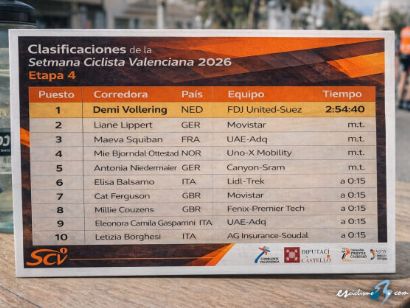 Clasificaciones de la
Setmana Ciclista Valenciana 2026
Etapa 4
Puesto Corredora País Equipo Tiempo
1 Demi Vollering NED FDJ United-Suez 2:54:40
2 Liane Lippert GER Movistar m.t.
3 Maeva Squiban FRA UAE-Adq m.t.
4 Mie Bjorndal Ottestad NOR Uno-X Mobility m.t.
5 Antonia Niedermaier GER Canyon-Sram m.t.
6 Elisa Balsamo ITA Lidl-Trek a 0:15
7 Cat Ferguson GBR Movistar a 0:15
8 Millie Couzens GBR Fenix-Premier Tech a 0:15
9 Eleonora Camila Gasparrini ITA UAE-Adq a 0:15
10 Letizia Borghesi ITA AG Insurance-Soudal a 0:15
SCV
DIPUTACI
CASTELLÓ